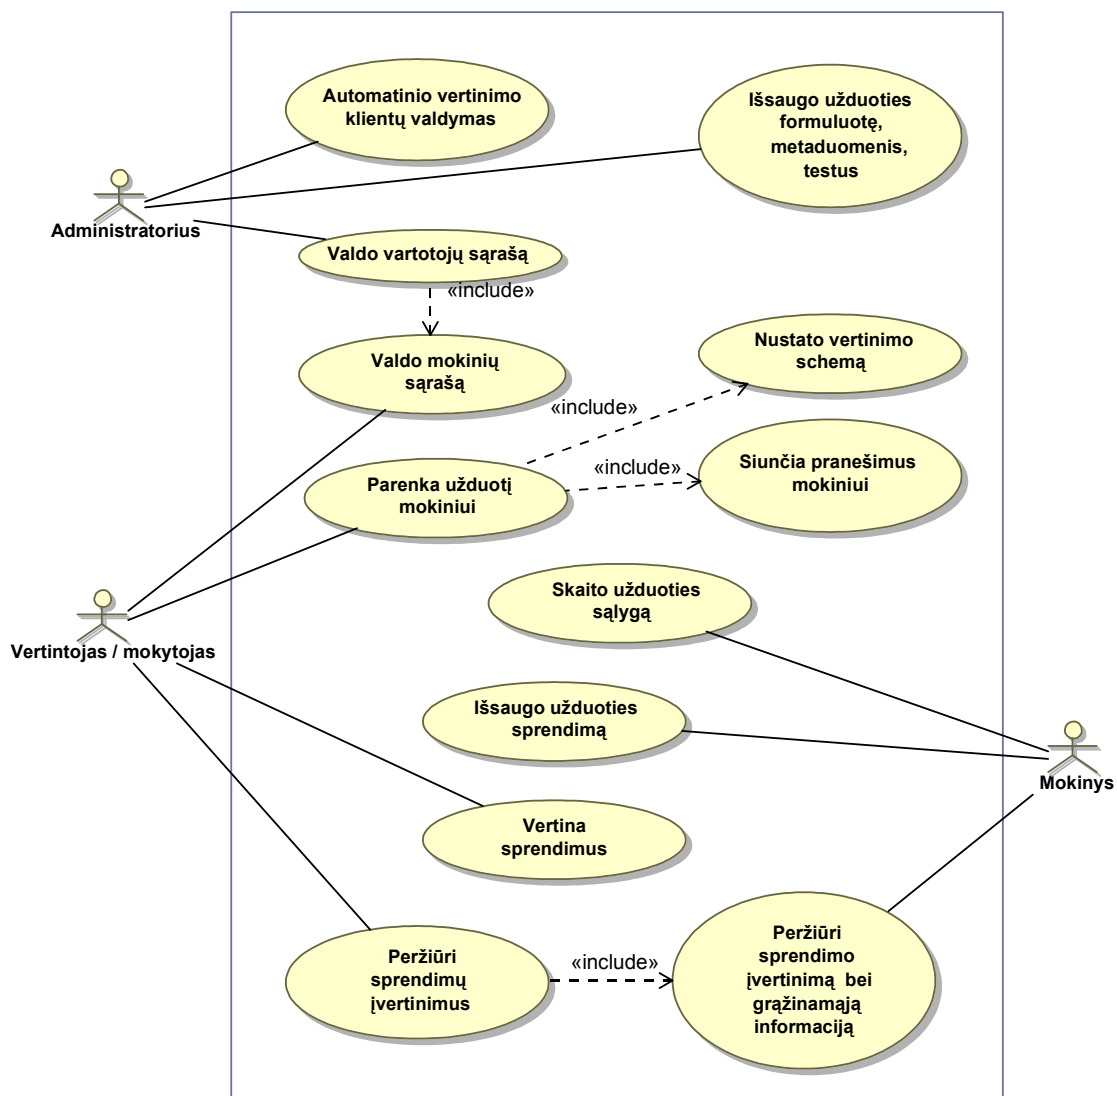 Automatinio vertinimo
klientų valdymas
Išsaugo užduoties
formuluotę,
metaduomenis,
testus
Administratorius
Valdo vartotojų sąrašą
«include»
Valdo mokinių
sąrašą
Nustato vertinimo
schemą
«include»
Parenka užduotį
mokiniui
«include»
Siunčia pranešimus
mokiniui
Skaito užduoties
sąlygą
Vertintojas / mokytojas
Išsaugo užduoties
sprendimą
Mokinys
Vertina
sprendimus
Peržiūri
sprendimų
įvertinimus
«include»
Peržiūri
sprendimo
įvertinimą bei
grąžinamąją
informaciją